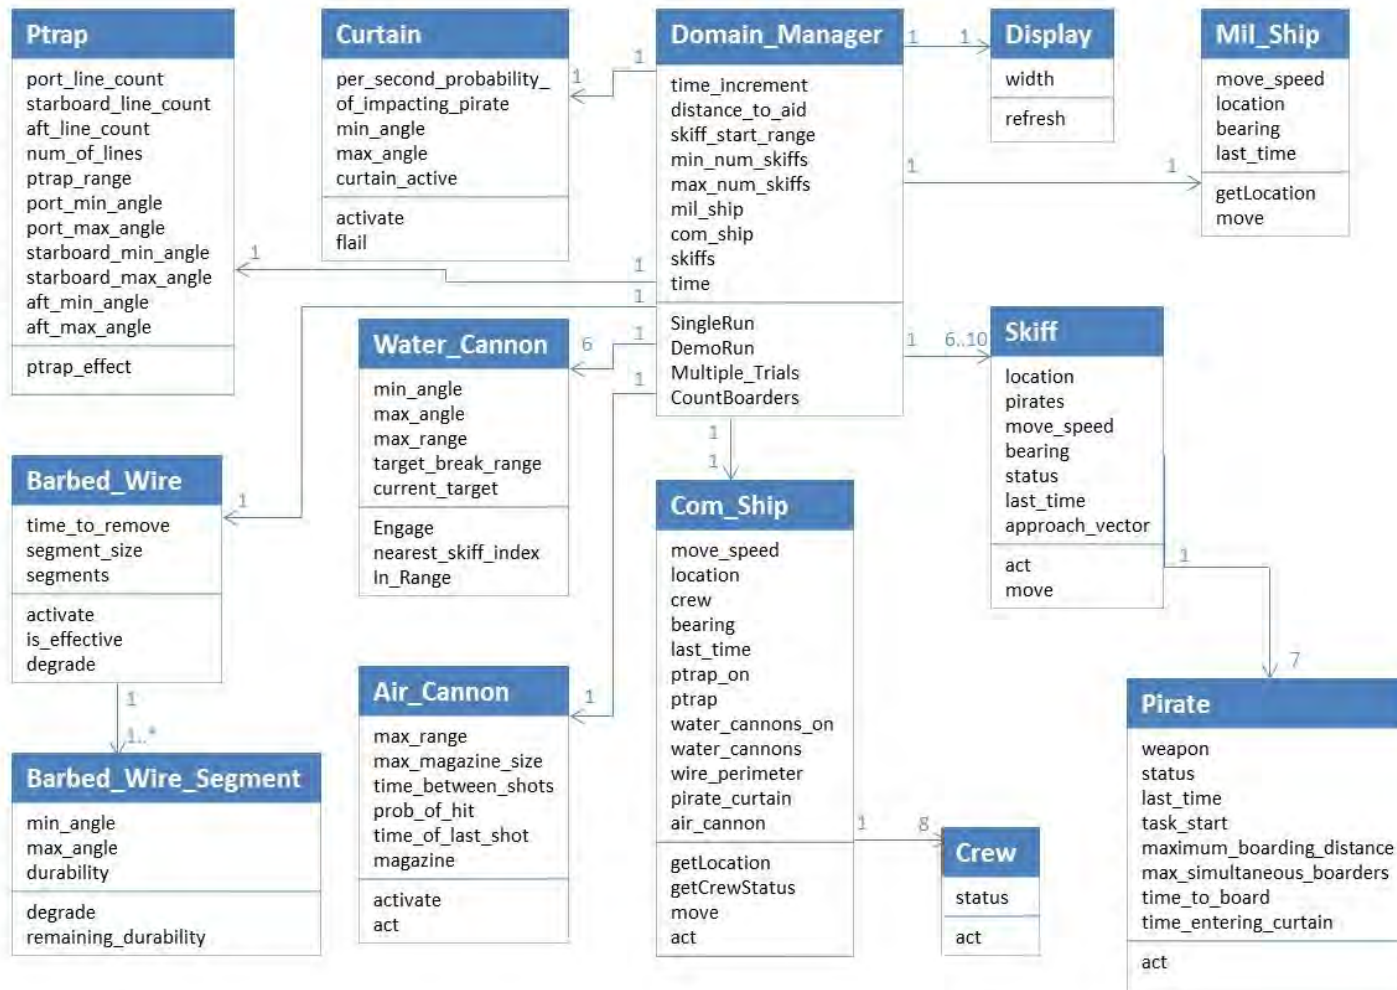 Ptrap
port_line_count
starboard_line_count
aft_line_count
num_of_lines
ptrap_range
port_min_angle
port_max_angle
starboard_min_angle
starboard_max_angle
aft_min_angle
aft_max_angle
ptrap_effect
Curtain
per_second_probability_
of_impacting_pirate
min_angle
max_angle
curtain_active
activate
flail
Domain_Manager
time_increment
distance_to_aid
skiff_start_range
min_num_skiffs
max_num_skiffs
mil_ship
com_ship
skiffs
time
SingleRun
DemoRun
Multiple_Trials
CountBoarders
Display
width
refresh
Mil_Ship
move_speed
location
bearing
last_time
getLocation
move
1
1
1
1
1
1
1
1
1
6
1
1
1
1
1
1
6..10
1
1
Water_Cannon
min_angle
max_angle
max_range
target_break_range
current_target
Engage
nearest_skiff_index
In_Range
Skiff
location
pirates
move_speed
bearing
status
last_time
approach_vector
act
move
1
7
Barbed_Wire
time_to_remove
segment_size
segments
activate
is_effective
degrade
1
1..*
Barbed_Wire_Segment
min_angle
max_angle
durability
degrade
remaining_durability
Air_Cannon
max_range
max_magazine_size
time_between_shots
prob_of_hit
time_of_last_shot
magazine
activate
act
Com_Ship
move_speed
location
crew
bearing
last_time
ptrap_on
ptrap
water_cannons_on
water_cannons
wire_perimeter
pirate_curtain
air_cannon
getLocation
getCrewStatus
move
act
1
8
Crew
status
act
Pirate
weapon
status
last_time
task_start
maximum_boarding_distance
max_simultaneous_boarders
time_to_board
time_entering_curtain
act